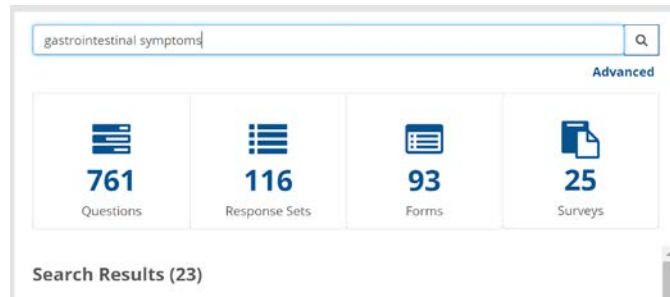 gastrointestinal symptoms
Advanced
761 116 93 25
Questions Response Sets Forms Surveys
Search Results (23)